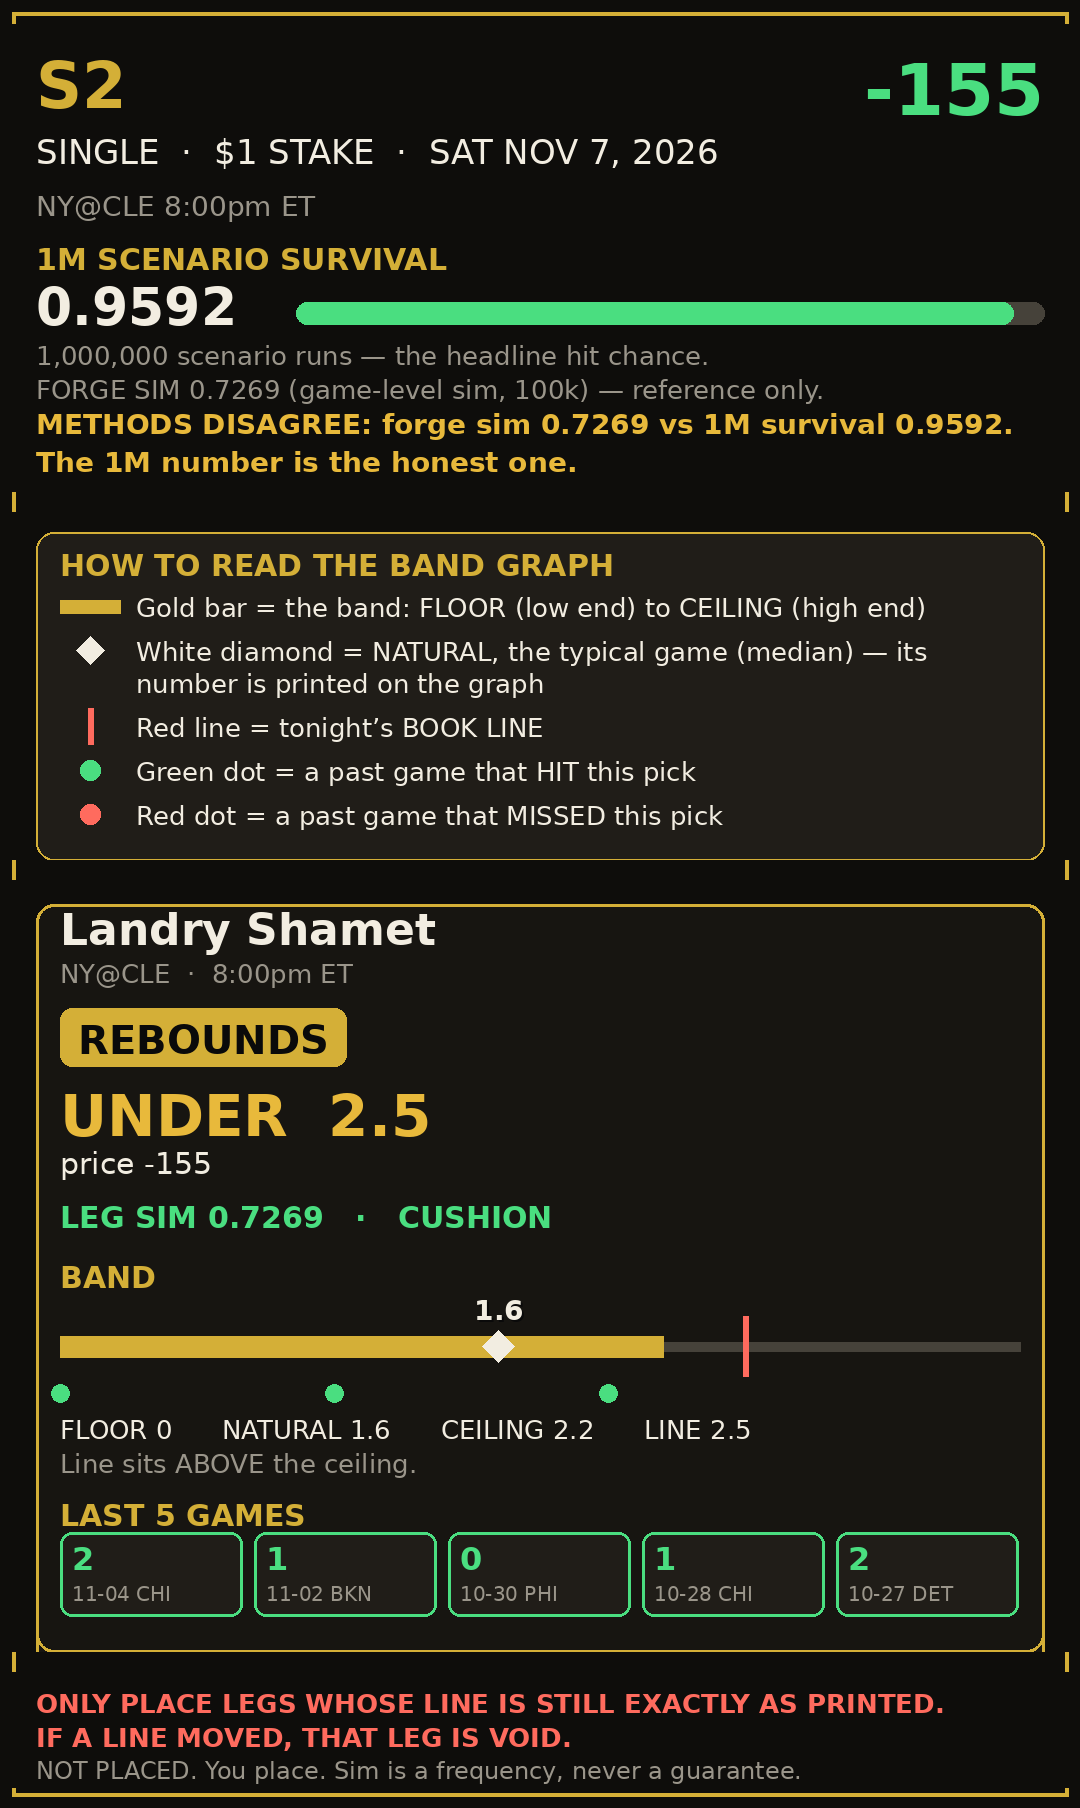 S2
-155
SINGLE · $1 STAKE · SAT NOV 7, 2026
NY@CLE 8:00pm ET
1M SCENARIO SURVIVAL
0.9592
1,000,000 scenario runs — the headline hit chance.
FORGE SIM 0.7269 (game-level sim, 100k) — reference only.
METHODS DISAGREE: forge sim 0.7269 vs 1M survival 0.9592.
The 1M number is the honest one.
HOW TO READ THE BAND GRAPH
Gold bar = the band: FLOOR (low end) to CEILING (high end)
White diamond = NATURAL, the typical game (median) — its
number is printed on the graph
Red line = tonight’s BOOK LINE
Green dot = a past game that HIT this pick
Red dot = a past game that MISSED this pick
Landry Shamet
NY@CLE · 8:00pm ET
REBOUNDS
UNDER 2.5
price -155
LEG SIM 0.7269 · CUSHION
BAND
1.6
FLOOR 0 NATURAL 1.6 CEILING 2.2 LINE 2.5
Line sits ABOVE the ceiling.
LAST 5 GAMES
2 1 0 1 2
11-04 CHI 11-02 BKN 10-30 PHI 10-28 CHI 10-27 DET
ONLY PLACE LEGS WHOSE LINE IS STILL EXACTLY AS PRINTED.
IF A LINE MOVED, THAT LEG IS VOID.
NOT PLACED. You place. Sim is a frequency, never a guarantee.